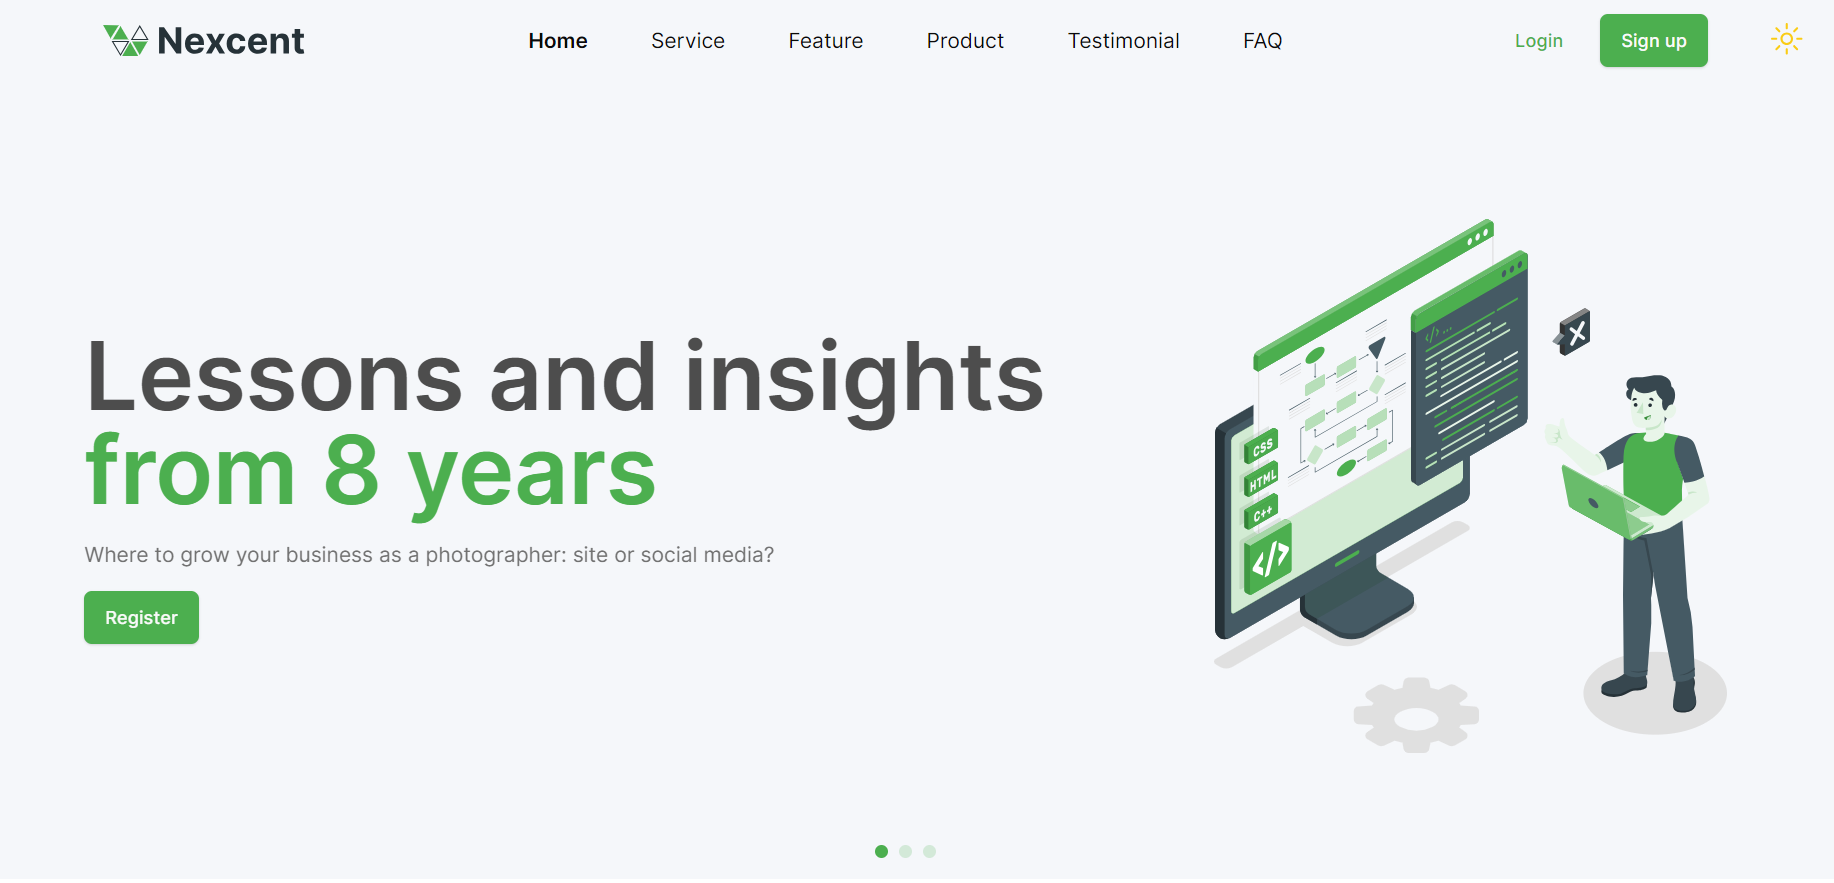 Nexcent
Home Service Feature Product Testimonial FAQ
Login Sign up
Lessons and insights
from 8 years
Where to grow your business as a photographer: site or social media?
Register
CSS
HTML
C++
</>
</> ...
X